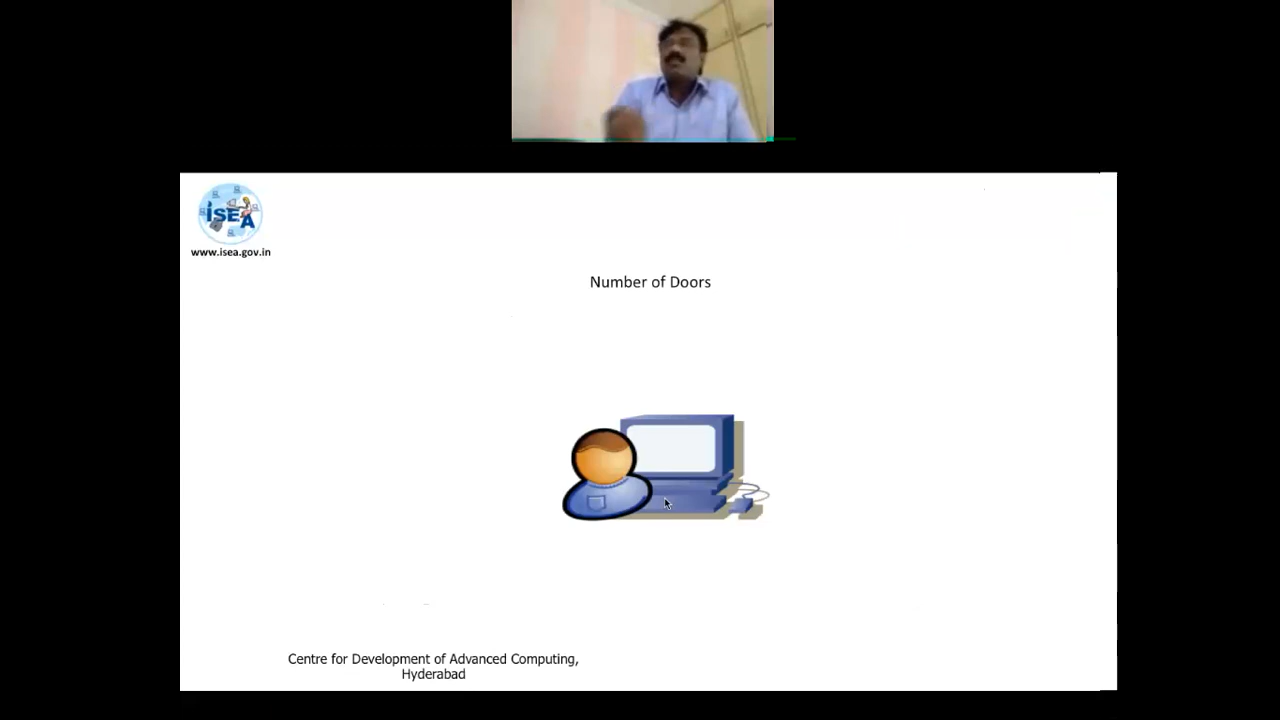 iSEA
www.isea.gov.in
Number of Doors
Centre for Development of Advanced Computing,
Hyderabad